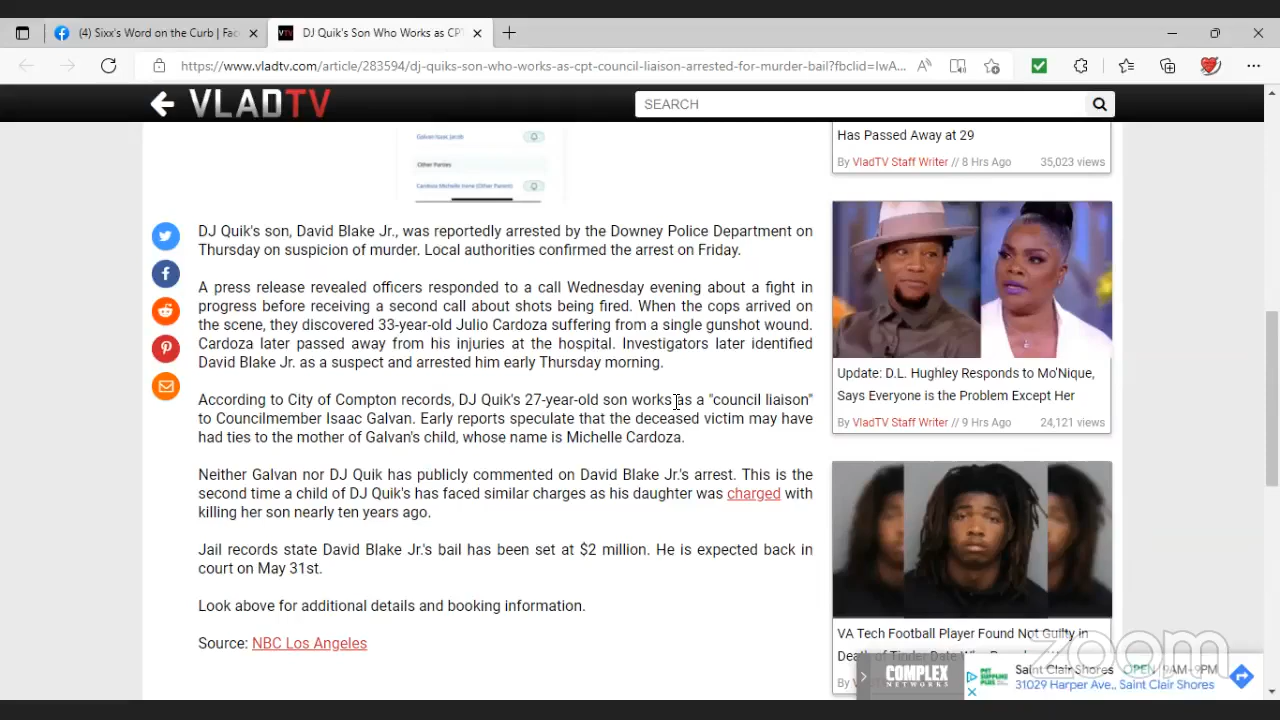 (4) Sixx's Word on the Curb | Fac
DJ Quik's Son Who Works as CPT
https://www.vladtv.com/article/283594/dj-quiks-son-who-works-as-cpt-council-liaison-arrested-for-murder-bail?fbclid=IwA...
VLADTV
SEARCH
Galvan Isaac Jacob
Other Parties
Cardoza Michelle Irene (Other Parent)
DJ Quik's son, David Blake Jr., was reportedly arrested by the Downey Police Department on
Thursday on suspicion of murder. Local authorities confirmed the arrest on Friday.
A press release revealed officers responded to a call Wednesday evening about a fight in
progress before receiving a second call about shots being fired. When the cops arrived on
the scene, they discovered 33-year-old Julio Cardoza suffering from a single gunshot wound.
Cardoza later passed away from his injuries at the hospital. Investigators later identified
David Blake Jr. as a suspect and arrested him early Thursday morning.
According to City of Compton records, DJ Quik's 27-year-old son works as a "council liaison"
to Councilmember Isaac Galvan. Early reports speculate that the deceased victim may have
had ties to the mother of Galvan's child, whose name is Michelle Cardoza.
Neither Galvan nor DJ Quik has publicly commented on David Blake Jr.'s arrest. This is the
second time a child of DJ Quik's has faced similar charges as his daughter was charged with
killing her son nearly ten years ago.
Jail records state David Blake Jr.'s bail has been set at $2 million. He is expected back in
court on May 31st.
Look above for additional details and booking information.
Source: NBC Los Angeles
Has Passed Away at 29
By VladTV Staff Writer // 8 Hrs Ago 35,023 views
Update: D.L. Hughley Responds to Mo'Nique,
Says Everyone is the Problem Except Her
By VladTV Staff Writer // 9 Hrs Ago 24,121 views
VA Tech Football Player Found Not Guilty in
Death of Tinder Date Who
By
zoom
COMPLEX
NETWORKS
PET
SUPPLIES
PLUS
Saint Clair Shores OPEN 9AM–9PM
31029 Harper Ave., Saint Clair Shores